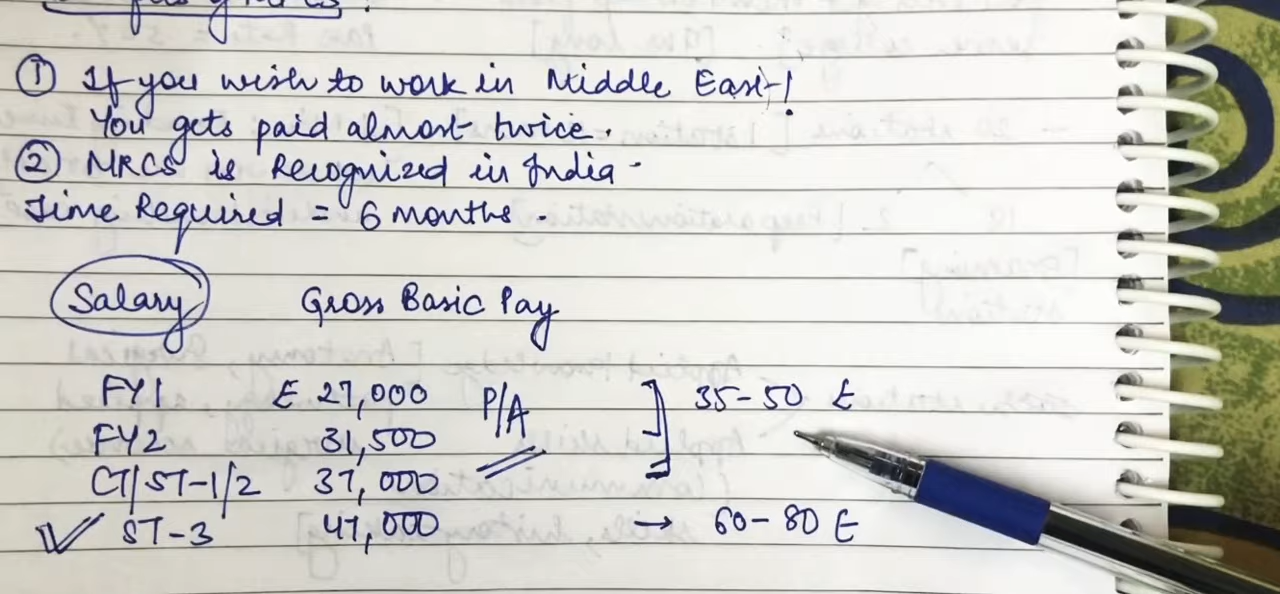 ① If you wish to work in Middle East!
You gets paid almost twice.
② MRCS is Recognized in India -
Time Required = 6 months.
Salary Gross Basic Pay
FY1 £ 27,000 P/A ] 35-50 £
FY2 31,500
CT/ST-1/2 37,000
✓ ST-3 47,000 → 60-80 £